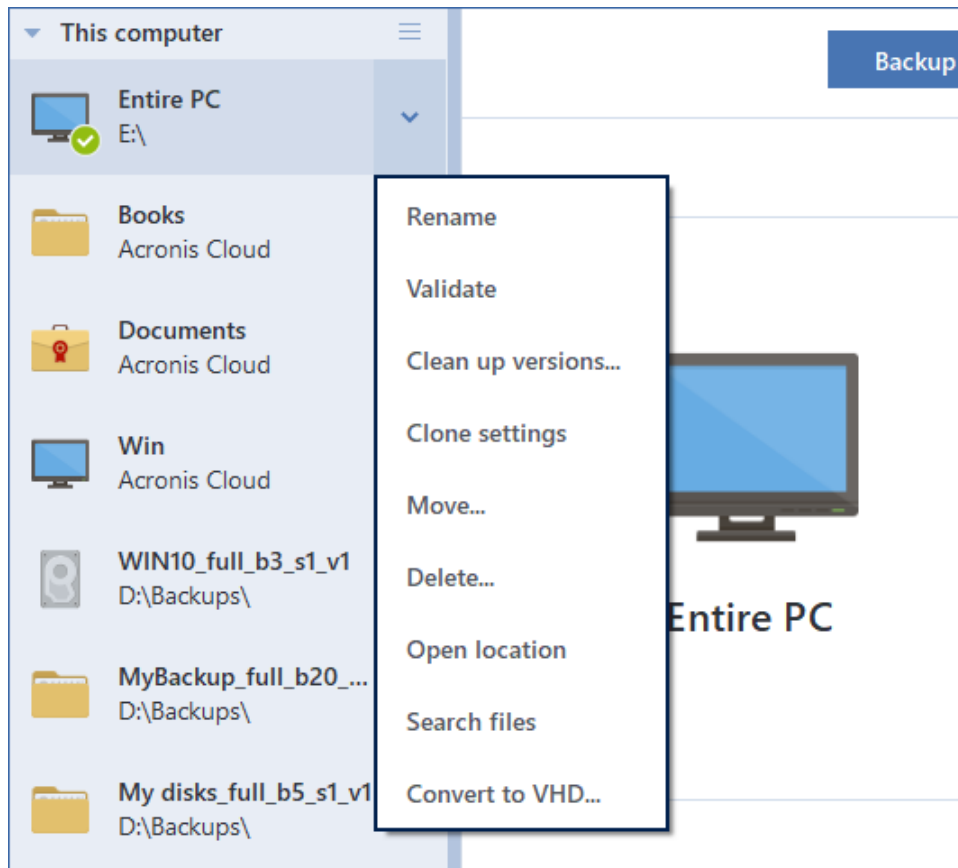 This computer
Backup
Entire PC
E:\
Books
Acronis Cloud
Documents
Acronis Cloud
Win
Acronis Cloud
WIN10_full_b3_s1_v1
D:\Backups\
MyBackup_full_b20_...
D:\Backups\
My disks_full_b5_s1_v1
D:\Backups\
Rename
Validate
Clean up versions...
Clone settings
Move...
Delete...
Open location
Search files
Convert to VHD...
Entire PC